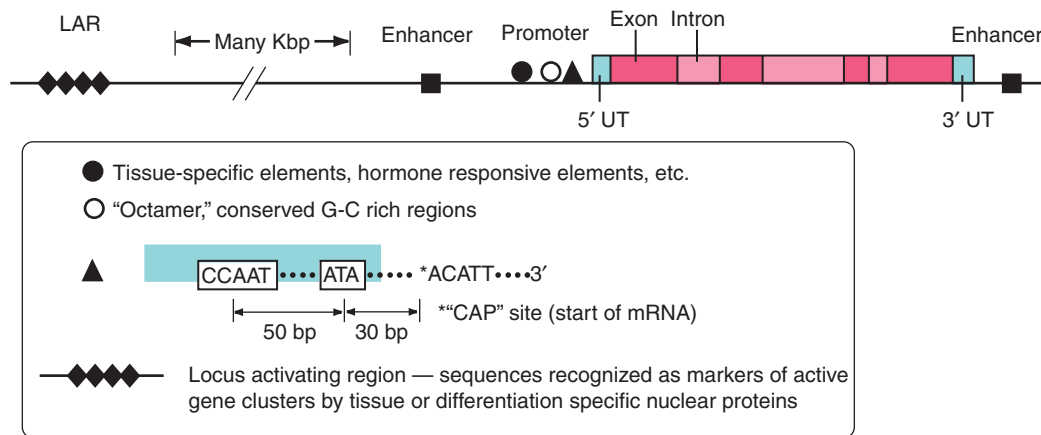 LAR
Many Kbp
Enhancer
Promoter
Exon
Intron
Enhancer
5′ UT
3′ UT
Tissue-specific elements, hormone responsive elements, etc.
“Octamer,” conserved G-C rich regions
CCAAT ···· ATA ····· *ACATT····3′
50 bp
30 bp
*“CAP” site (start of mRNA)
Locus activating region — sequences recognized as markers of active
gene clusters by tissue or differentiation specific nuclear proteins